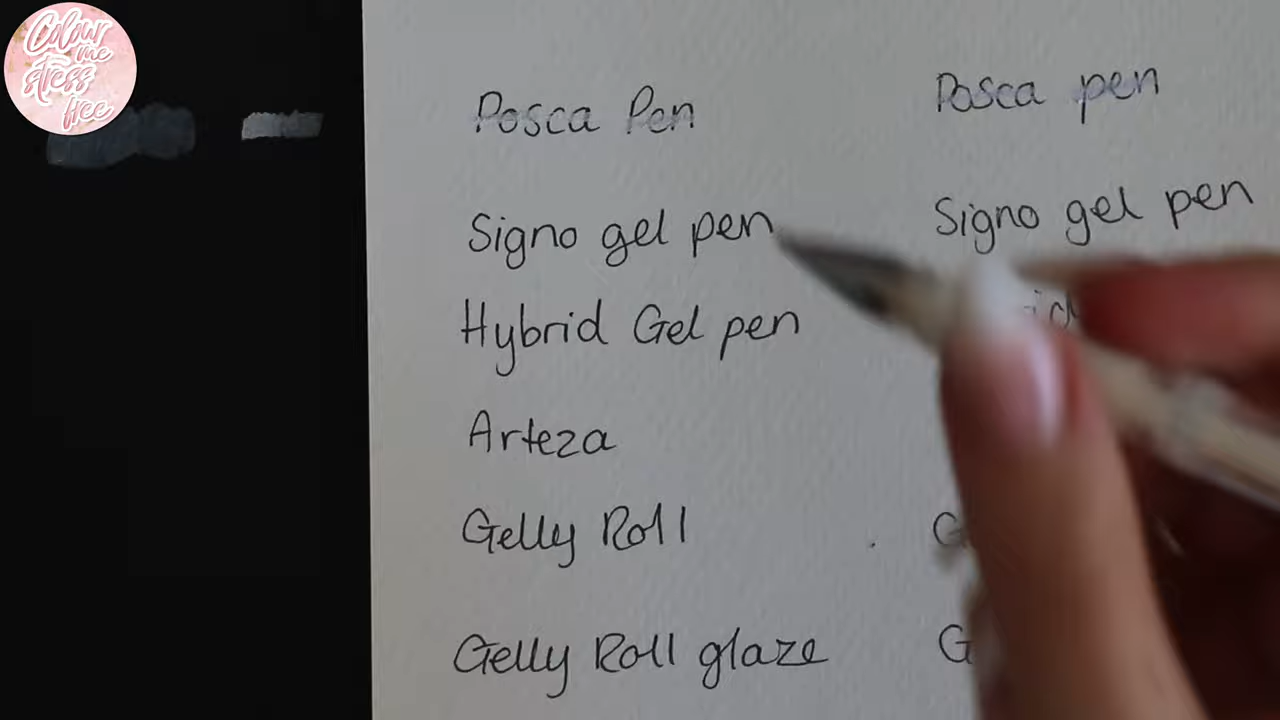 Colour
me
stress
free
Posca Pen
Signo gel pen
Hybrid Gel pen
Arteza
Gelly Roll
Gelly Roll glaze
Posca pen
Signo gel pen